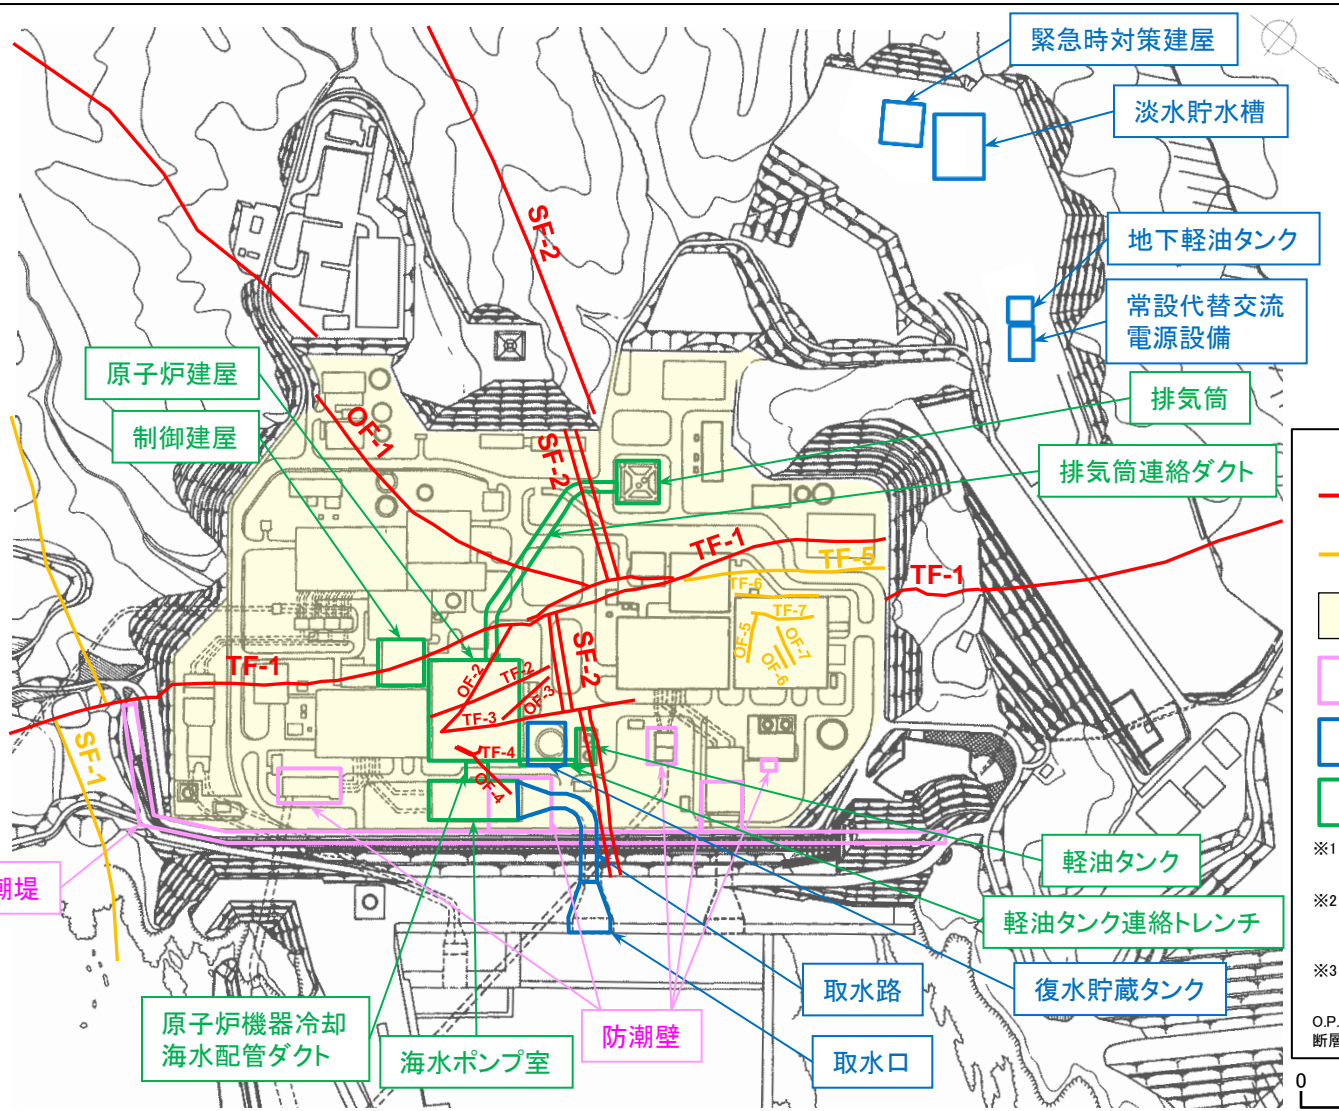 緊急時対策建屋
淡水貯水槽
SF-2
地下軽油タンク
常設代替交流
電源設備
原子炉建屋
排気筒
制御建屋
OF-1
SF-2
排気筒連絡ダクト
TF-1
TF-5
TF-1
TF-6
TF-7
OF-5
OF-7
OF-6
SF-2
TF-1
OF-2
TF-2
OF-3
TF-3
SF-1
TF-4
OF-4
潮堤
軽油タンク
軽油タンク連絡トレンチ
取水路
復水貯蔵タンク
原子炉機器冷却
海水配管ダクト
海水ポンプ室
防潮壁
取水口
※1
※2
※3
O.P.
断層
0